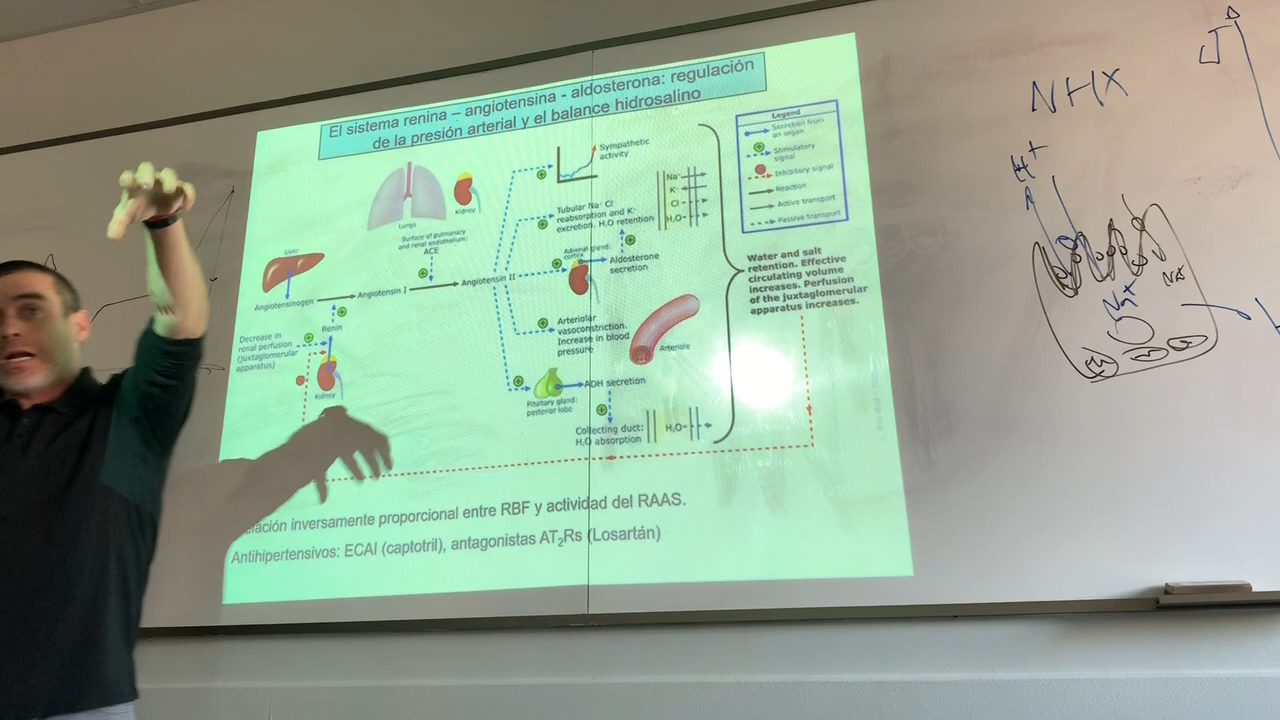 El sistema renina – angiotensina - aldosterona: regulación
de la presión arterial y el balance hidrosalino
Legend
Secretion from
an organ
Stimulatory
signal
Inhibitory signal
Reaction
Active transport
Passive transport
Lungs
Kidney
Surface of pulmonary
and renal endothelium:
ACE
Liver
Angiotensinogen
Angiotensin I
Angiotensin II
Decrease in
renal perfusion
(juxtaglomerular
apparatus)
Renin
Kidney
Sympathetic
activity
Tubular Na⁺ Cl⁻
reabsorption and K⁺
excretion. H₂O retention
Na⁺
K⁺
Cl⁻
H₂O
Adrenal gland:
cortex
Aldosterone
secretion
Arteriolar
vasoconstriction.
Increase in blood
pressure
Arteriole
Pituitary gland:
posterior lobe
ADH secretion
Collecting duct:
H₂O absorption
H₂O
Water and salt
retention. Effective
circulating volume
increases. Perfusion
of the juxtaglomerular
apparatus increases.
inversamente proporcional entre RBF y actividad del RAAS.
Antihipertensivos: ECAI (captotril), antagonistas AT₂Rs (Losartán)
NHX
H+